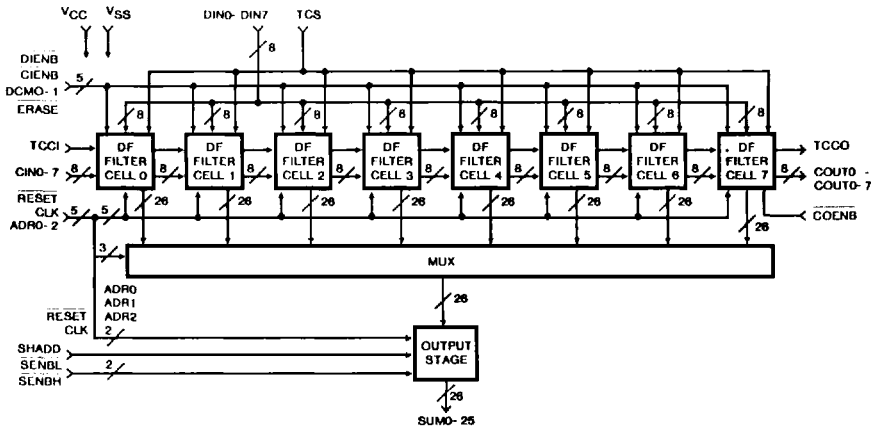 VCC VSS DIN0- DIN7 TCS
8
DIENB
CIENB
DCM0-1
ERASE
5
8 8 8 8 8 8 8 8
TCCI
CIN0-7
8
DF FILTER CELL 0
8
DF FILTER CELL 1
8
DF FILTER CELL 2
8
DF FILTER CELL 3
8
DF FILTER CELL 4
8
DF FILTER CELL 5
8
DF FILTER CELL 6
8
DF FILTER CELL 7
8
TCCO
COUT0 -
COUT0-7
RESET
CLK
ADR0-2
5 5
26 26 26 26 26 26 26 26
COENB
3
MUX
ADR0
ADR1
ADR2
26
RESET
CLK
2
SHADD
SENBL
SENBH
2
OUTPUT
STAGE
26
SUM0-25